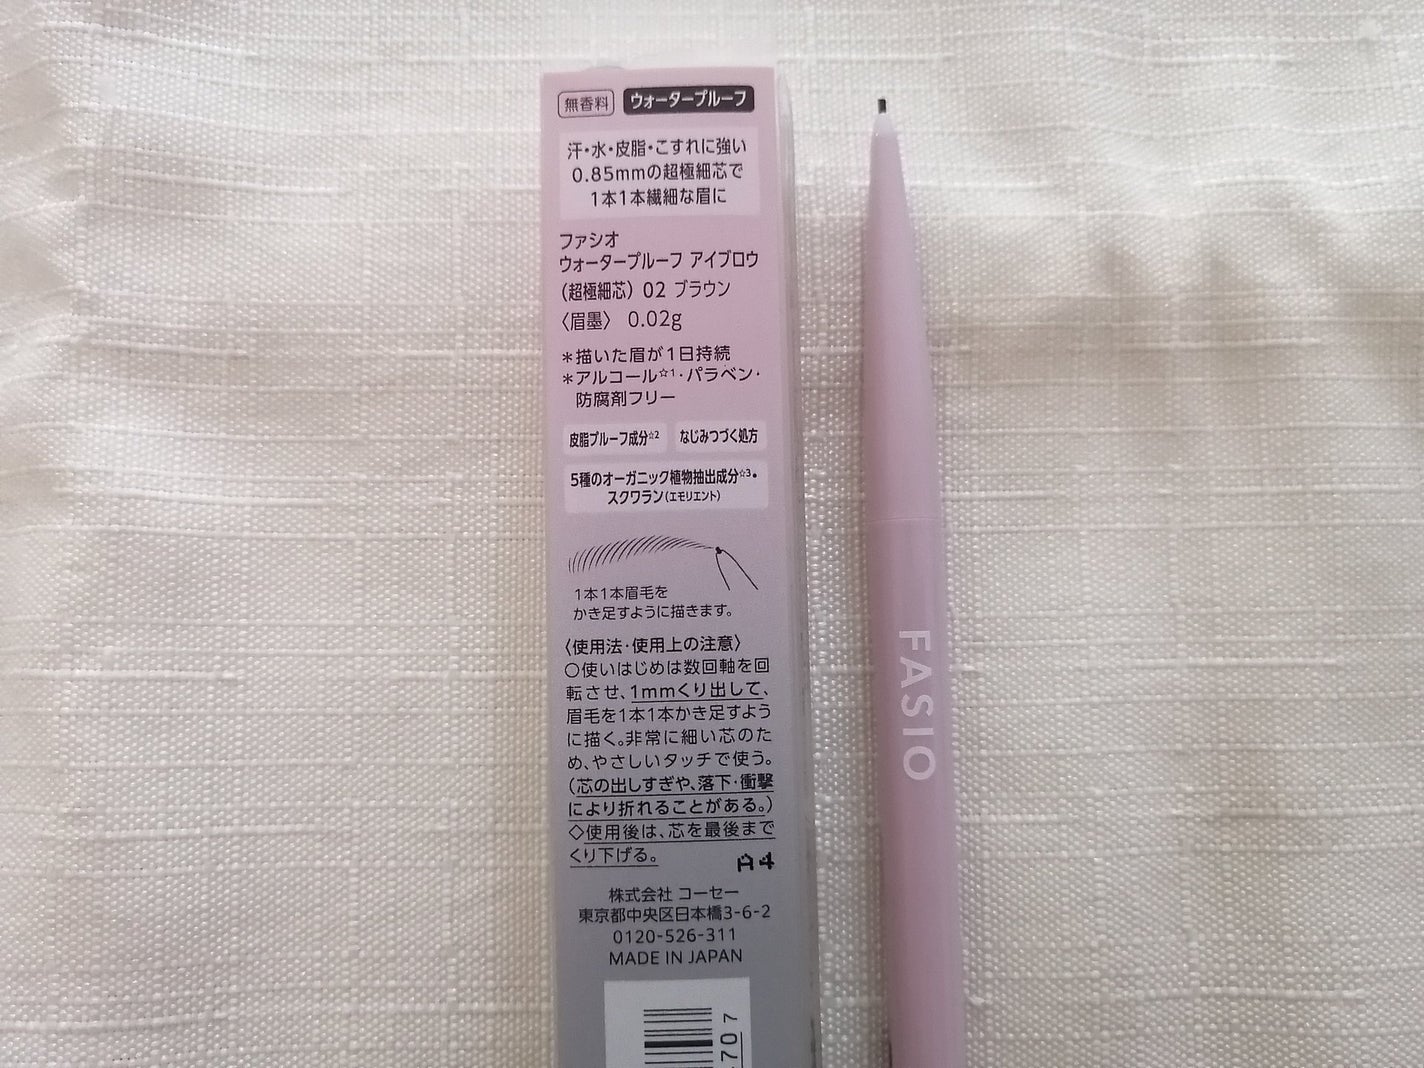 無香料 ウォータープルーフ
汗・水・皮脂・こすれに強い
0.85mmの超極細芯で
1本1本繊細な眉に
ファシオ
ウォータープルーフ アイブロウ
(超極細芯) 02 ブラウン
〈眉墨〉 0.02g
＊描いた眉が1日持続
＊アルコール☆1・パラベン・
防腐剤フリー
皮脂プルーフ成分☆2 なじみつづく処方
5種のオーガニック植物抽出成分☆3・
スクワラン(エモリエント)
1本1本眉毛を
かき足すように描きます。
〈使用法・使用上の注意〉
○使いはじめは数回軸を回
転させ、1mmくり出して、
眉毛を1本1本かき足すよう
に描く。非常に細い芯のた
め、やさしいタッチで使う。
(芯の出しすぎや、落下・衝撃
により折れることがある。)
◇使用後は、芯を最後まで
くり下げる。
A4
株式会社 コーセー
東京都中央区日本橋3-6-2
0120-526-311
MADE IN JAPAN
707
FASIO